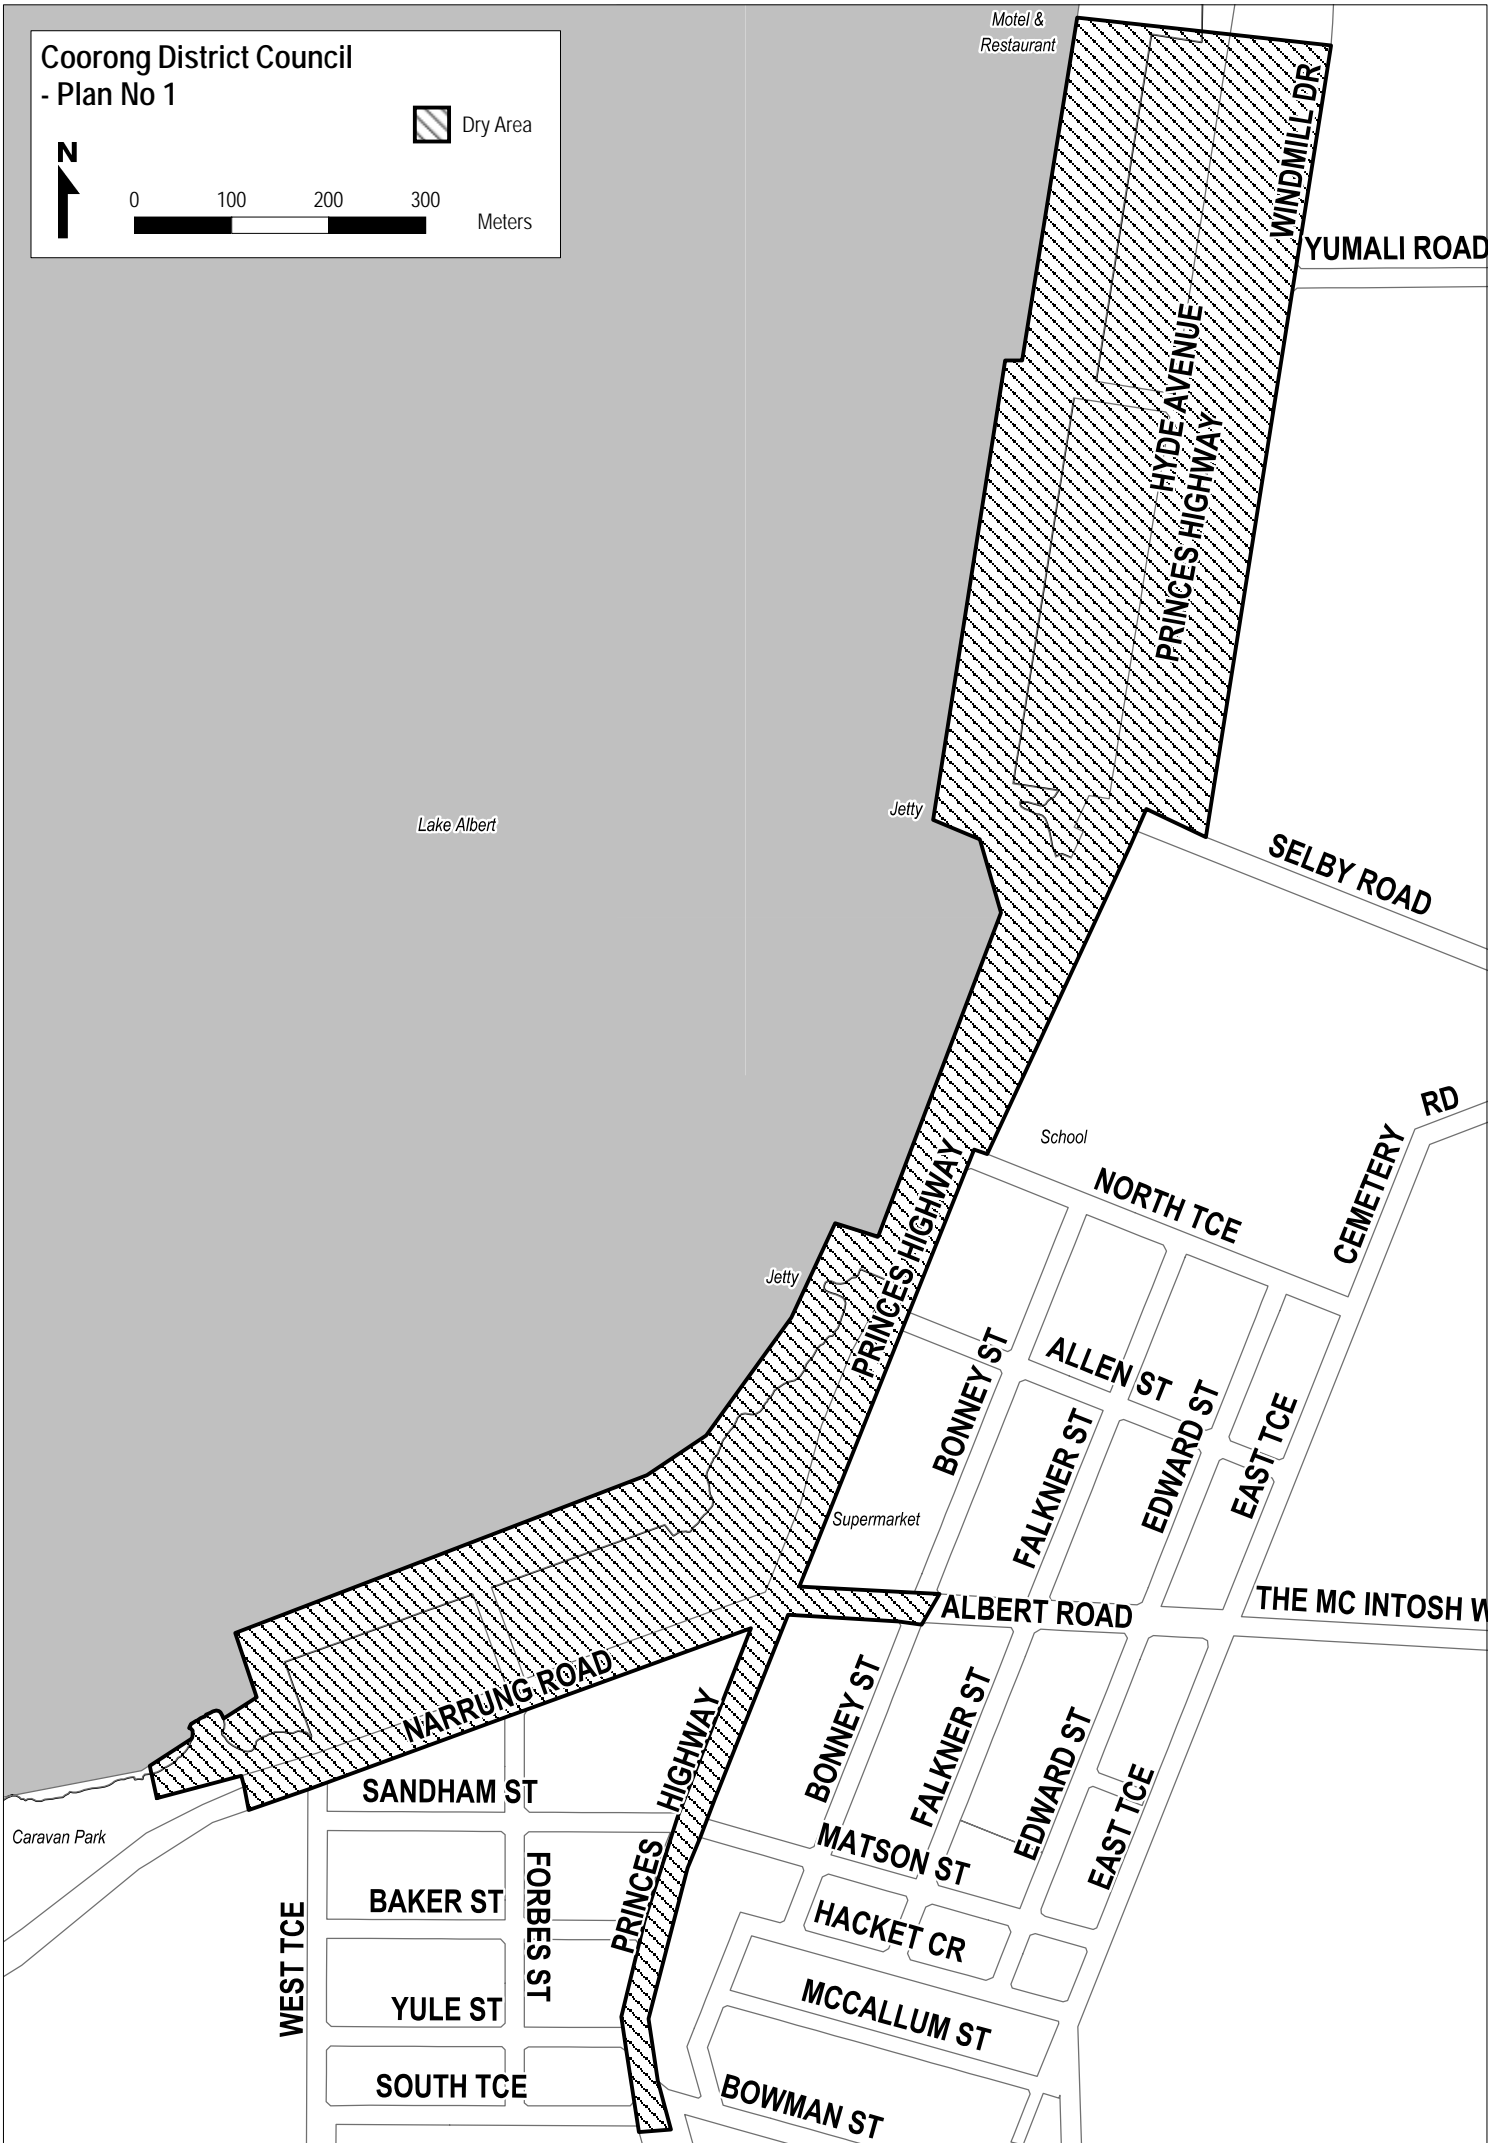 Coorong District Council
- Plan No 1
Dry Area
N
0 100 200 300
Meters
Motel &
Restaurant
WINDMILL DR
YUMALI ROAD
HYDE AVENUE
PRINCES HIGHWAY
Jetty
Lake Albert
SELBY ROAD
RD
CEMETERY
School
NORTH TCE
PRINCES HIGHWAY
Jetty
ALLEN ST
BONNEY ST
FALKNER ST
EDWARD ST
EAST TCE
Supermarket
ALBERT ROAD
THE MC INTOSH W
NARRUNG ROAD
HIGHWAY
PRINCES
BONNEY ST
FALKNER ST
EDWARD ST
EAST TCE
SANDHAM ST
Caravan Park
MATSON ST
BAKER ST
FORBES ST
HACKET CR
WEST TCE
YULE ST
MCCALLUM ST
SOUTH TCE
BOWMAN ST